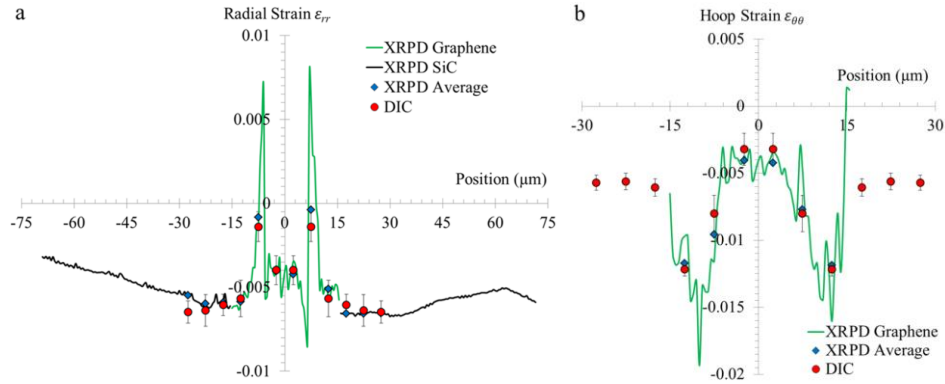 a
Radial Strain εrr
0.01
0.005
0
-0.005
-0.01
-75 -60 -45 -30 -15 0 15 30 45 60 75
Position (µm)
XRPD Graphene
XRPD SiC
XRPD Average
DIC
b
Hoop Strain εθθ
0.005
0
-0.005
-0.01
-0.015
-0.02
-30 -15 0 15 30
Position (µm)
XRPD Graphene
XRPD Average
DIC